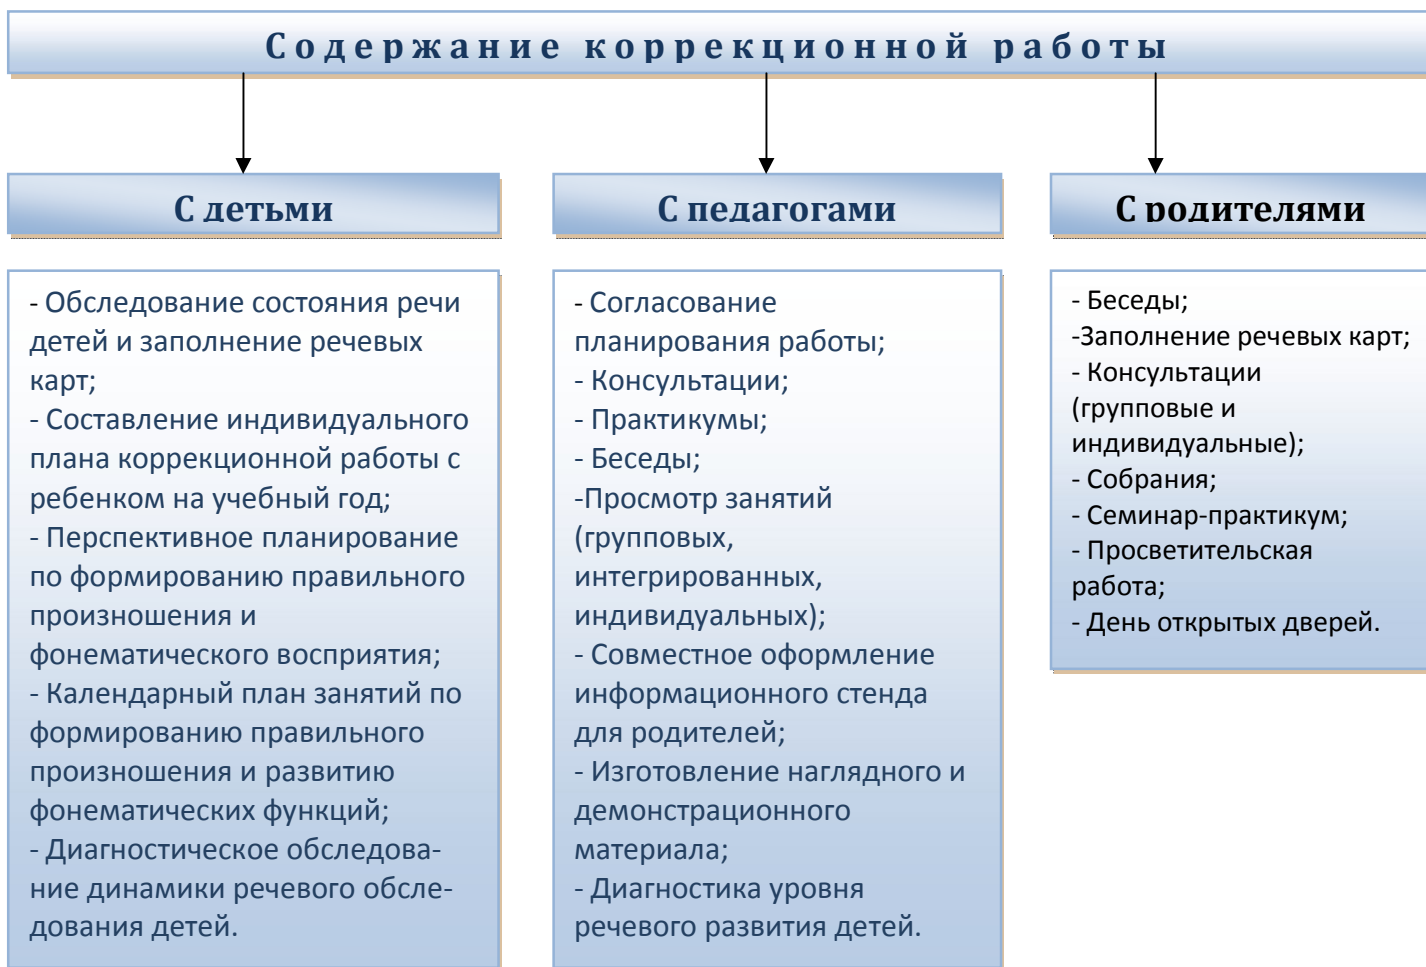 Содержание коррекционной работы
С детьми
- Обследование состояния речи
детей и заполнение речевых
карт;
- Составление индивидуального
плана коррекционной работы с
ребенком на учебный год;
- Перспективное планирование
по формированию правильного
произношения и
фонематического восприятия;
- Календарный план занятий по
формированию правильного
произношения и развитию
фонематических функций;
- Диагностическое обследова-
ние динамики речевого обсле-
дования детей.
С педагогами
- Согласование
планирования работы;
- Консультации;
- Практикумы;
- Беседы;
-Просмотр занятий
(групповых,
интегрированных,
индивидуальных);
- Совместное оформление
информационного стенда
для родителей;
- Изготовление наглядного и
демонстрационного
материала;
- Диагностика уровня
речевого развития детей.
С родителями
- Беседы;
-Заполнение речевых карт;
- Консультации
(групповые и
индивидуальные);
- Собрания;
- Семинар-практикум;
- Просветительская
работа;
- День открытых дверей.